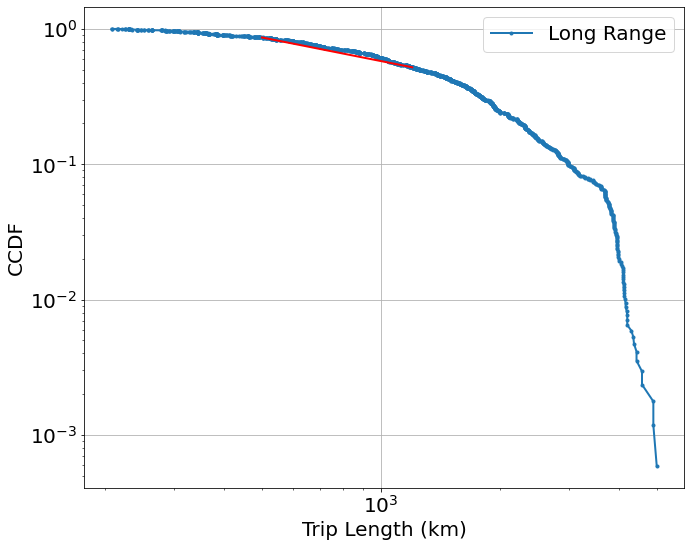 Long Range
10⁰
10⁻¹
10⁻²
10⁻³
CCDF
10³
Trip Length (km)